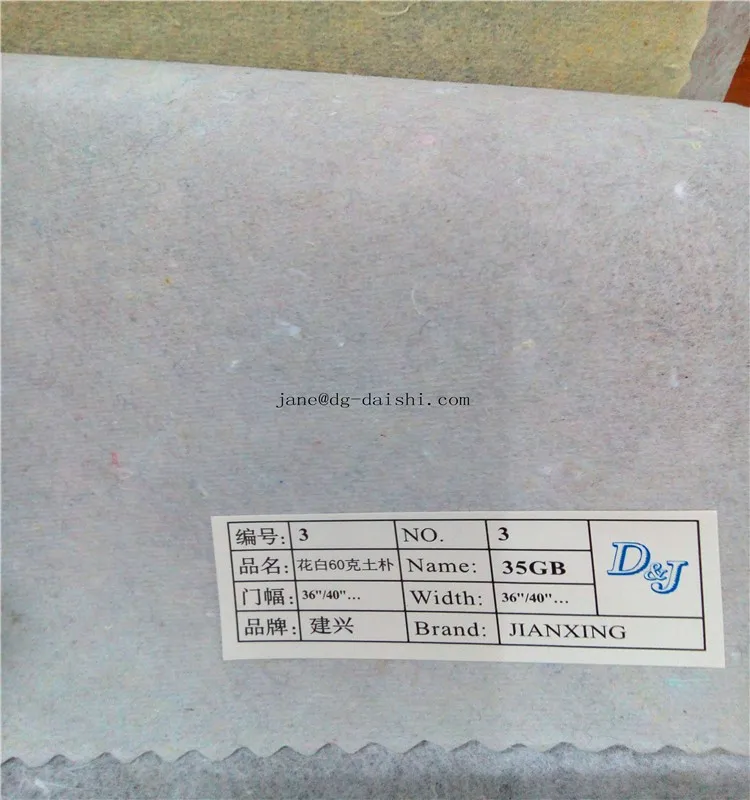 jane@dg-daishi.com
编号: 3 NO. 3
D&J
品名: 花白60克土朴 Name: 35GB
门幅: 36"/40"... Width: 36"/40"...
品牌: 建兴 Brand: JIANXING